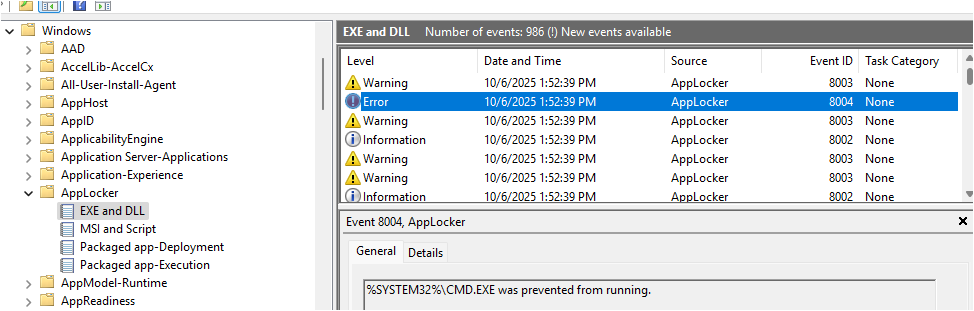 Windows
AAD
AccelLib-AccelCx
All-User-Install-Agent
AppHost
AppID
ApplicabilityEngine
Application Server-Applications
Application-Experience
AppLocker
EXE and DLL
MSI and Script
Packaged app-Deployment
Packaged app-Execution
AppModel-Runtime
AppReadiness
EXE and DLL Number of events: 986 (!) New events available
Level Date and Time Source Event ID Task Category
Warning 10/6/2025 1:52:39 PM AppLocker 8003 None
Error 10/6/2025 1:52:39 PM AppLocker 8004 None
Warning 10/6/2025 1:52:39 PM AppLocker 8003 None
Information 10/6/2025 1:52:39 PM AppLocker 8002 None
Warning 10/6/2025 1:52:39 PM AppLocker 8003 None
Warning 10/6/2025 1:52:39 PM AppLocker 8003 None
Information 10/6/2025 1:52:39 PM AppLocker 8002 None
Event 8004, AppLocker
General Details
%SYSTEM32%\CMD.EXE was prevented from running.